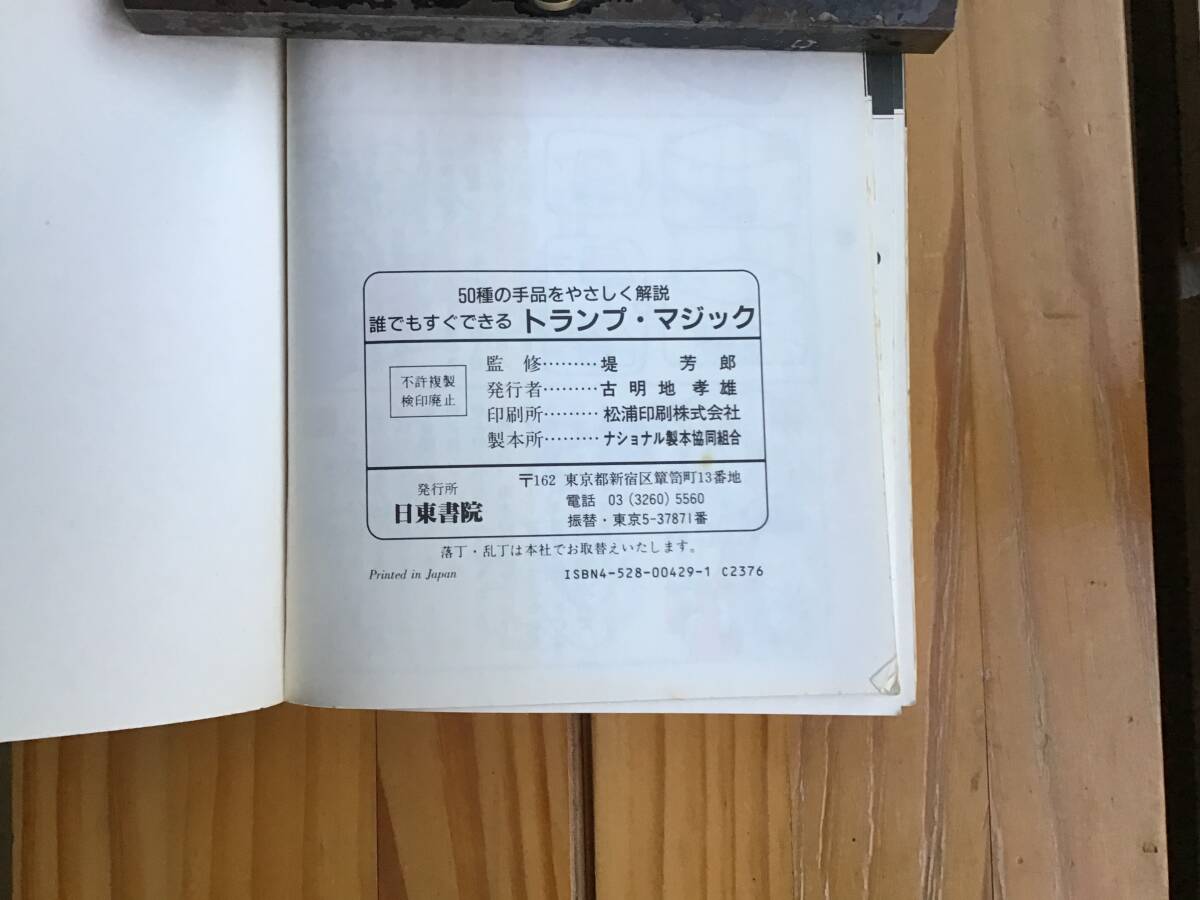 50種の手品をやさしく解説
誰でもすぐできる トランプ・マジック
不許複製
検印廃止
監　修………堤　芳　郎
発行者………古明地孝雄
印刷所………松浦印刷株式会社
製本所………ナショナル製本協同組合
発行所
日東書院
〒162 東京都新宿区簞笥町13番地
電話 03 (3260) 5560
振替・東京5-37871番
落丁・乱丁は本社でお取替えいたします。
Printed in Japan
ISBN4-528-00429-1 C2376